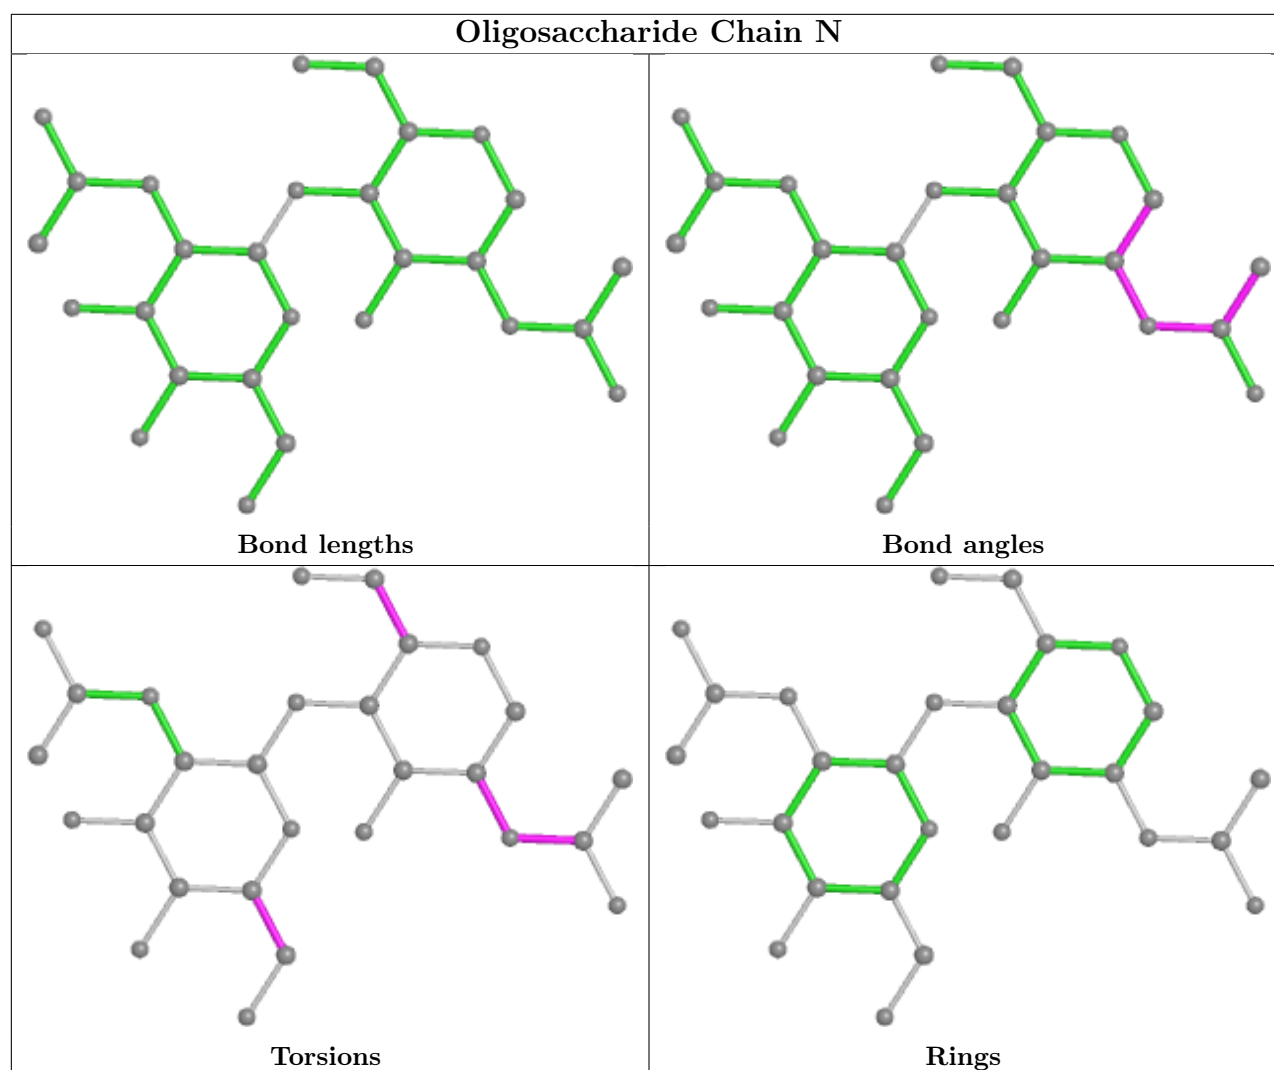 Oligosaccharide Chain N
Bond lengths
Bond angles
Torsions
Rings